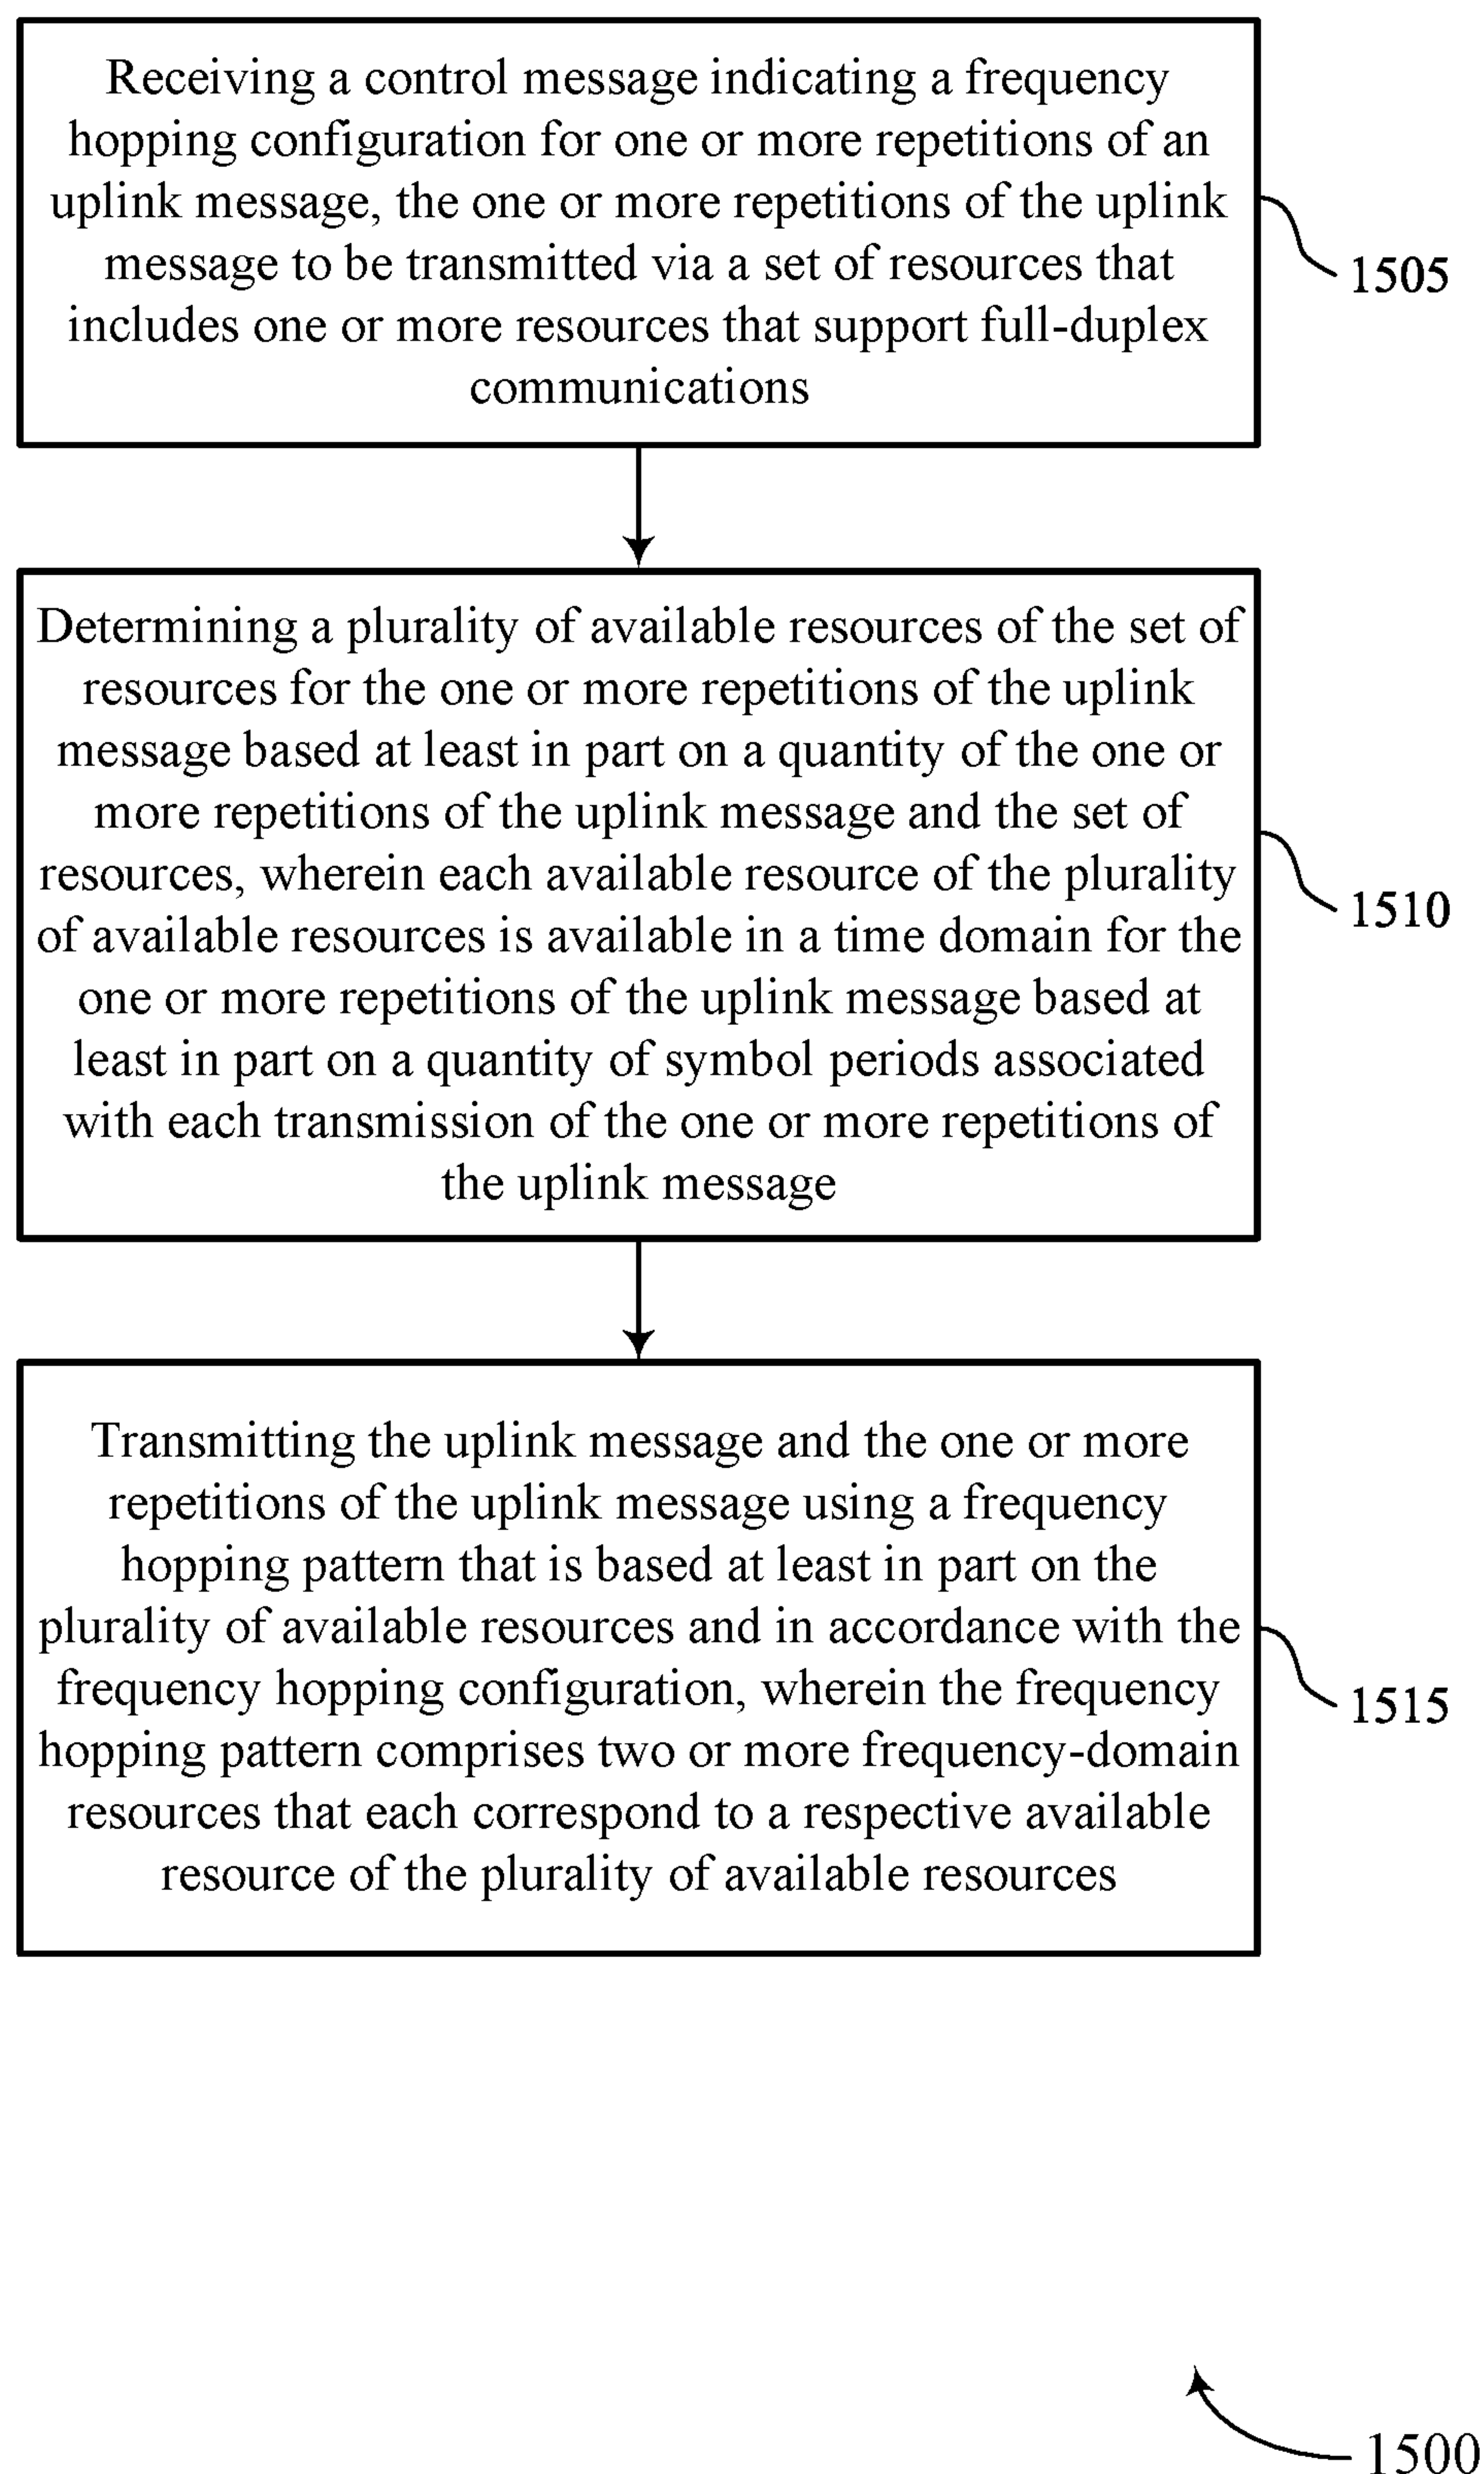 Receiving a control message indicating a frequency
hopping configuration for one or more repetitions of an
uplink message, the one or more repetitions of the uplink
message to be transmitted via a set of resources that
includes one or more resources that support full-duplex
communications
1505
Determining a plurality of available resources of the set of
resources for the one or more repetitions of the uplink
message based at least in part on a quantity of the one or
more repetitions of the uplink message and the set of
resources, wherein each available resource of the plurality
of available resources is available in a time domain for the
one or more repetitions of the uplink message based at
least in part on a quantity of symbol periods associated
with each transmission of the one or more repetitions of
the uplink message
1510
Transmitting the uplink message and the one or more
repetitions of the uplink message using a frequency
hopping pattern that is based at least in part on the
plurality of available resources and in accordance with the
frequency hopping configuration, wherein the frequency
hopping pattern comprises two or more frequency-domain
resources that each correspond to a respective available
resource of the plurality of available resources
1515
1500